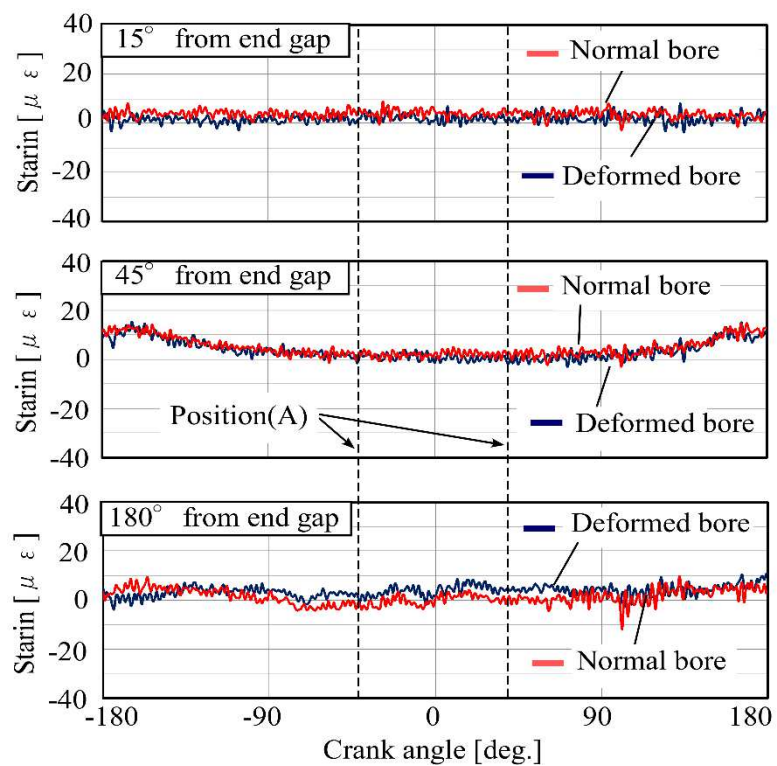 15° from end gap
Normal bore
Deformed bore
Starin [ μ ε ]
40
20
0
-20
-40
45° from end gap
Normal bore
Position(A)
Deformed bore
Starin [ μ ε ]
40
20
0
-20
-40
180° from end gap
Deformed bore
Normal bore
Starin [ μ ε ]
40
20
0
-20
-40
-180 -90 0 90 180
Crank angle [deg.]